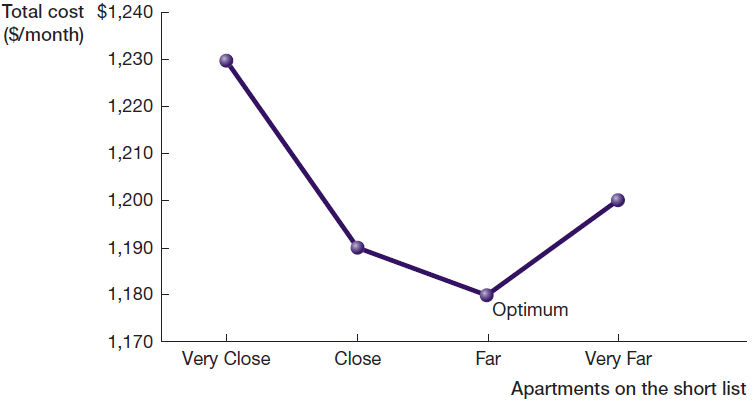 Total cost $1,240
($/month)
1,230
1,220
1,210
1,200
1,190
1,180
Optimum
1,170
Very Close Close Far Very Far
Apartments on the short list